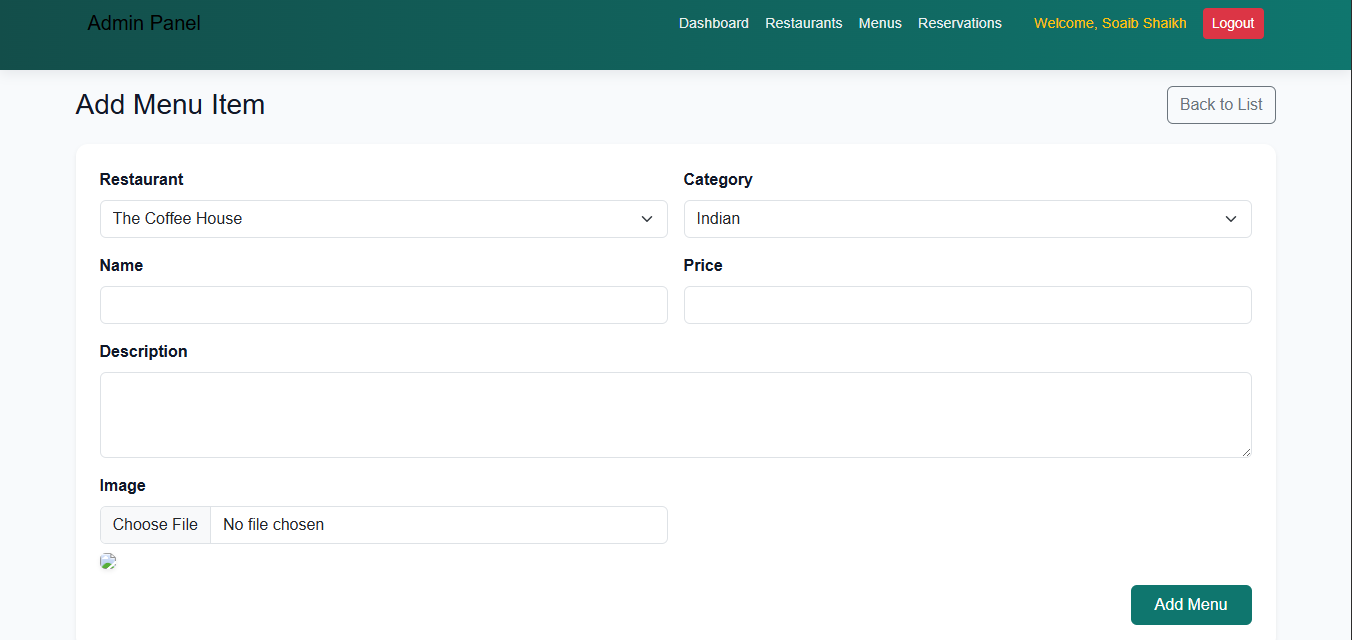 Admin Panel Dashboard Restaurants Menus Reservations Welcome, Soaib Shaikh Logout
Add Menu Item Back to List
Restaurant Category
The Coffee House Indian
Name Price
Description
Image
Choose File No file chosen
Add Menu